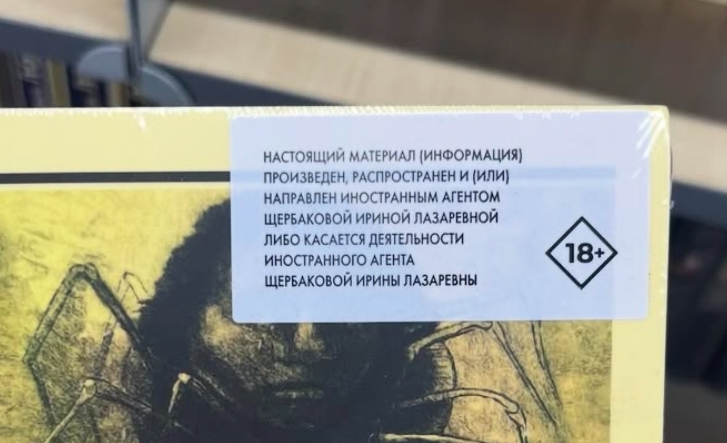 НАСТОЯЩИЙ МАТЕРИАЛ (ИНФОРМАЦИЯ)
ПРОИЗВЕДЕН, РАСПРОСТРАНЕН И (ИЛИ)
НАПРАВЛЕН ИНОСТРАННЫМ АГЕНТОМ
ЩЕРБАКОВОЙ ИРИНОЙ ЛАЗАРЕВНОЙ
ЛИБО КАСАЕТСЯ ДЕЯТЕЛЬНОСТИ
ИНОСТРАННОГО АГЕНТА
ЩЕРБАКОВОЙ ИРИНЫ ЛАЗАРЕВНЫ
18+